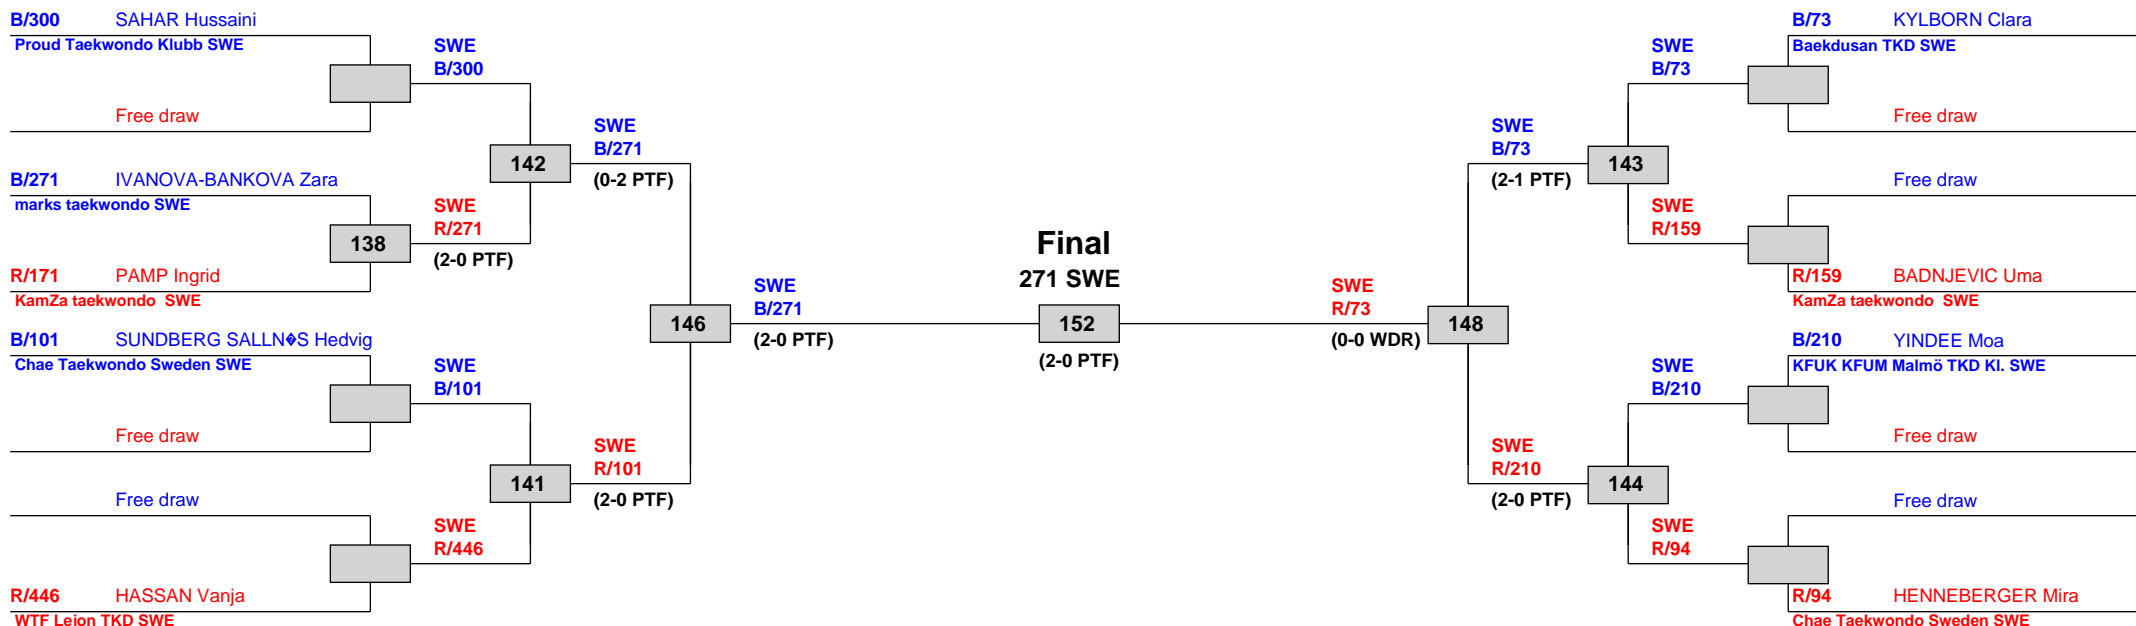 B/300 SAHAR Hussaini
Proud Taekwondo Klubb SWE
Free draw
B/271 IVANOVA-BANKOVA Zara
marks taekwondo SWE
R/171 PAMP Ingrid
KamZa taekwondo SWE
B/101 SUNDBERG SALLN�S Hedvig
Chae Taekwondo Sweden SWE
Free draw
Free draw
R/446 HASSAN Vanja
WTF Leion TKD SWE
138
SWE
B/300
SWE
R/271
(2-0 PTF)
SWE
B/101
SWE
R/446
142
141
SWE
B/271
(0-2 PTF)
SWE
R/101
(2-0 PTF)
146
SWE
B/271
(2-0 PTF)
Final
271 SWE
152
(2-0 PTF)
SWE
R/73
(0-0 WDR)
148
SWE
B/73
(2-1 PTF)
SWE
R/210
(2-0 PTF)
143
144
SWE
B/73
SWE
R/159
SWE
B/210
SWE
R/94
B/73 KYLBORN Clara
Baekdusan TKD SWE
Free draw
Free draw
R/159 BADNJEVIC Uma
KamZa taekwondo SWE
B/210 YINDEE Moa
KFUK KFUM Malmö TKD Kl. SWE
Free draw
Free draw
R/94 HENNEBERGER Mira
Chae Taekwondo Sweden SWE